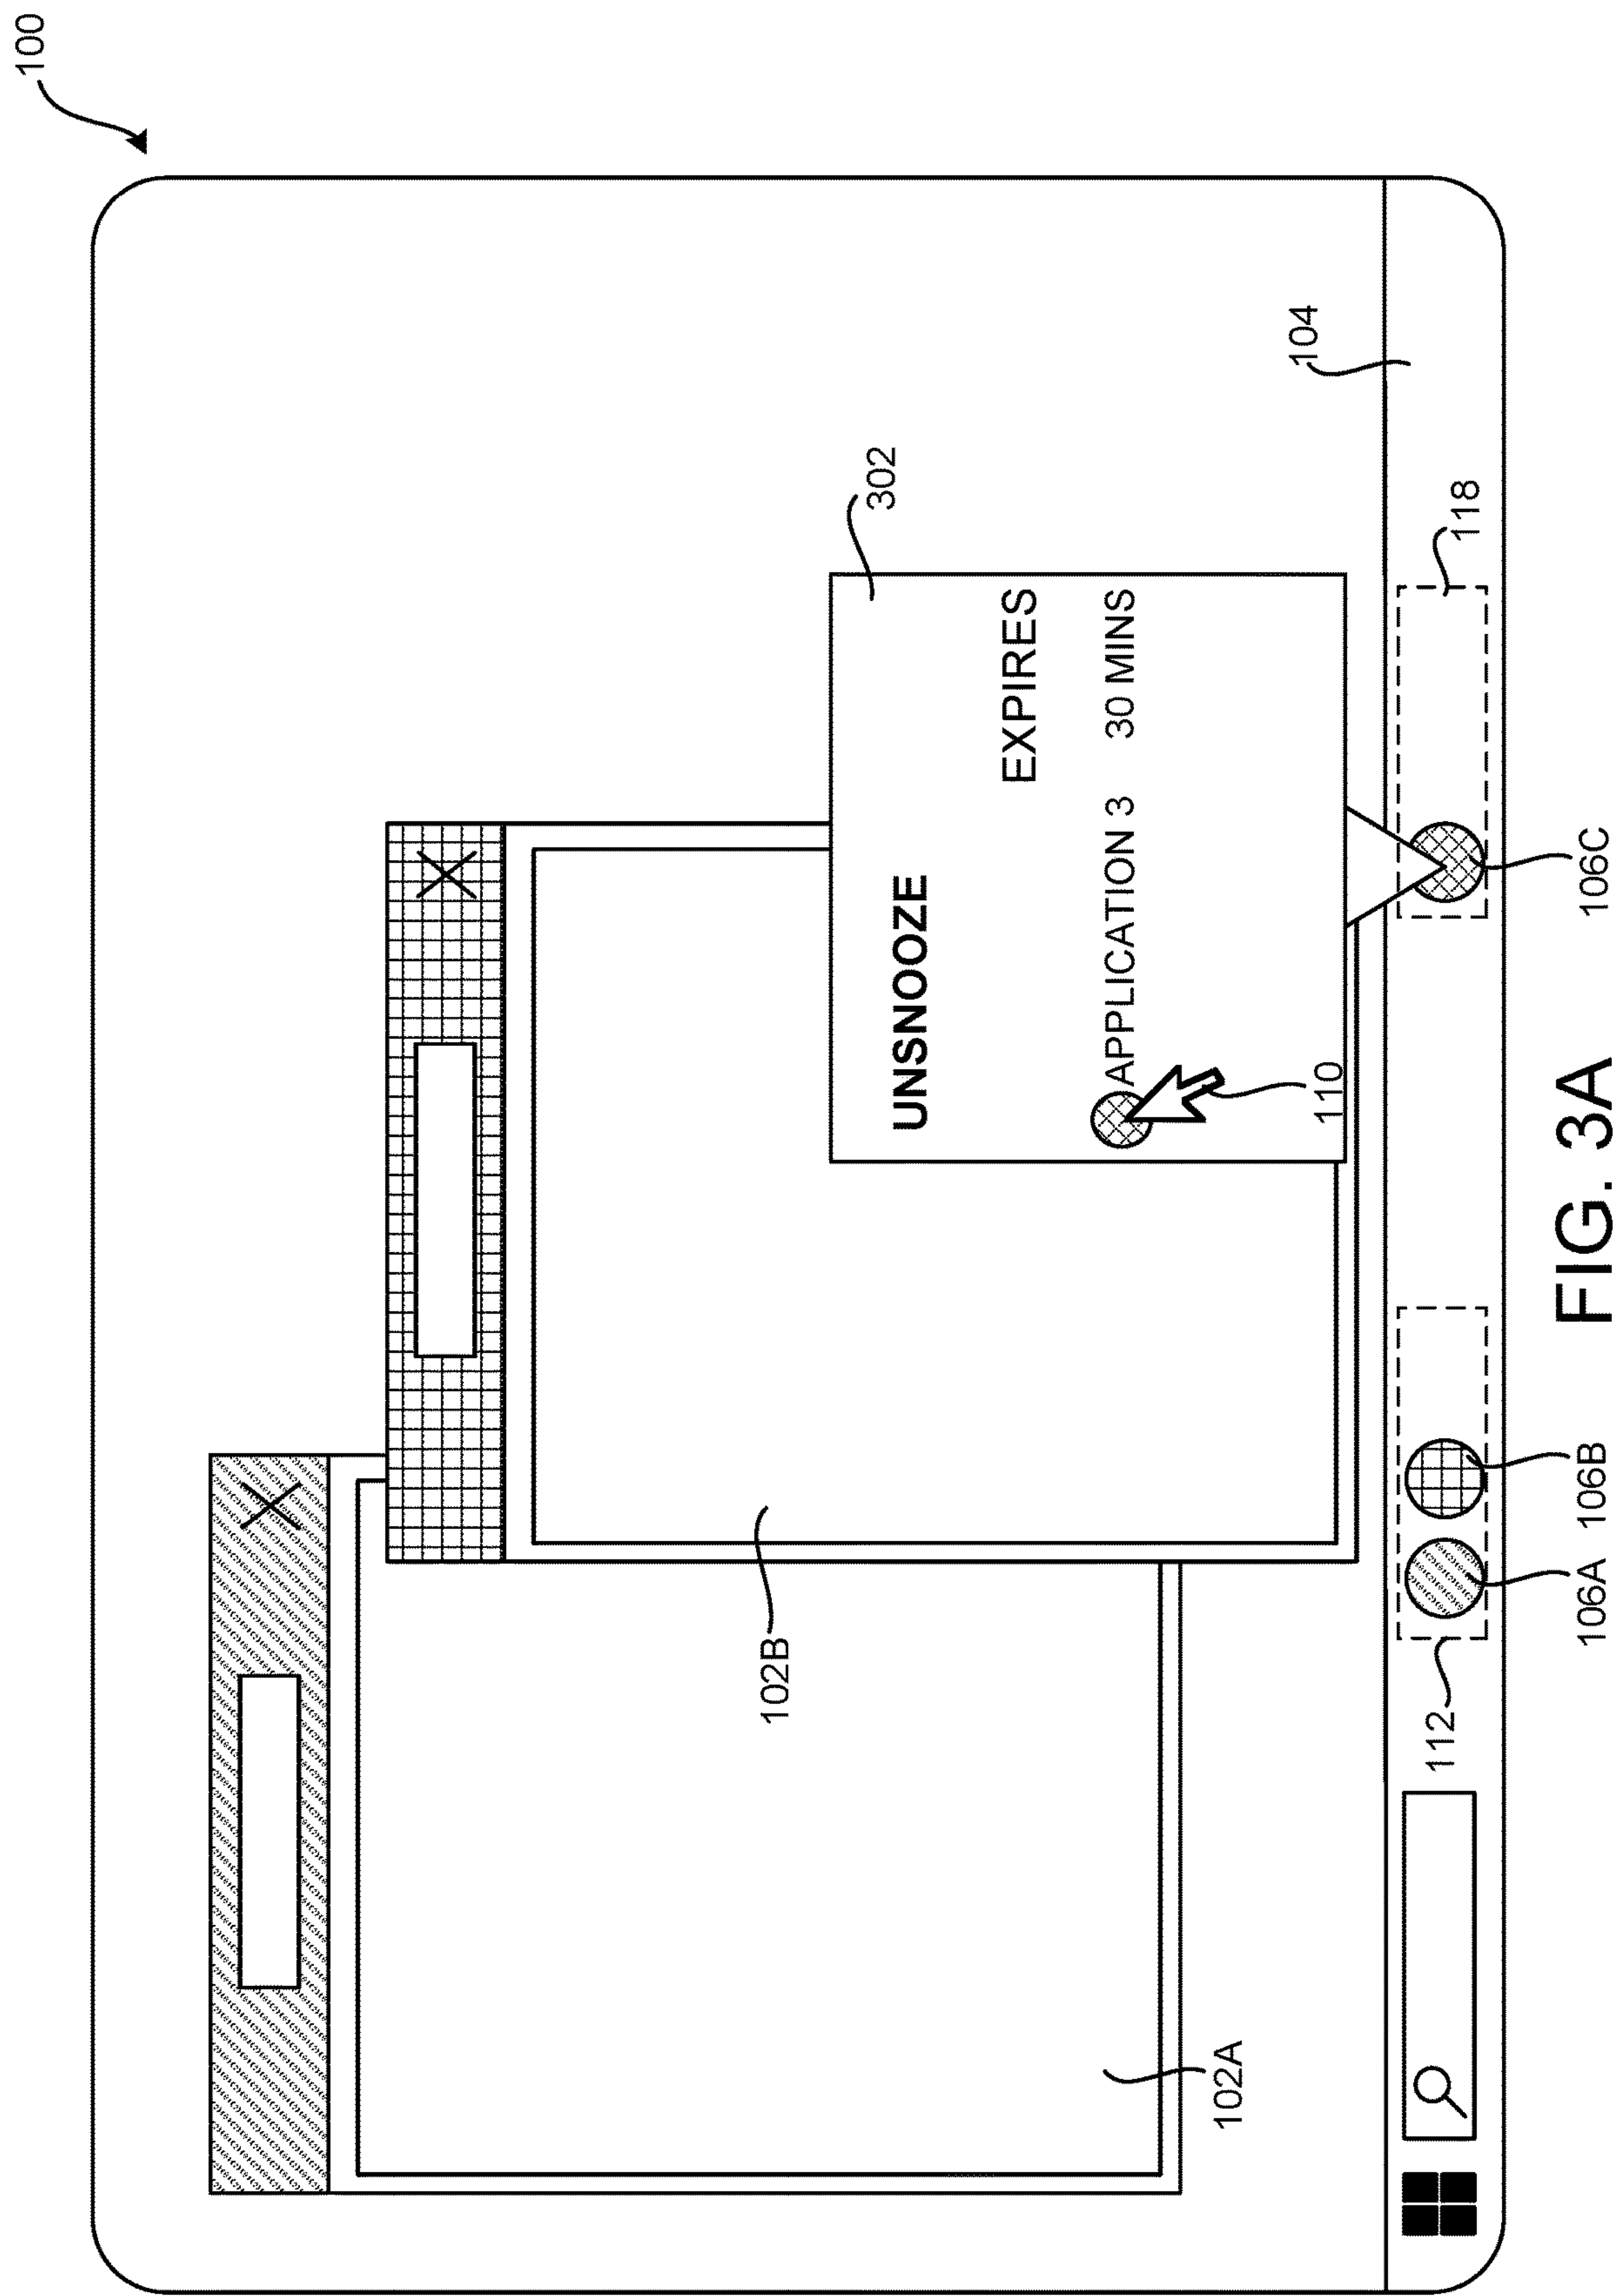 100
102A
102B
UNSNOOZE
302
EXPIRES
APPLICATION 3 30 MINS
110
104
112
118
106A
106B
106C
FIG. 3A